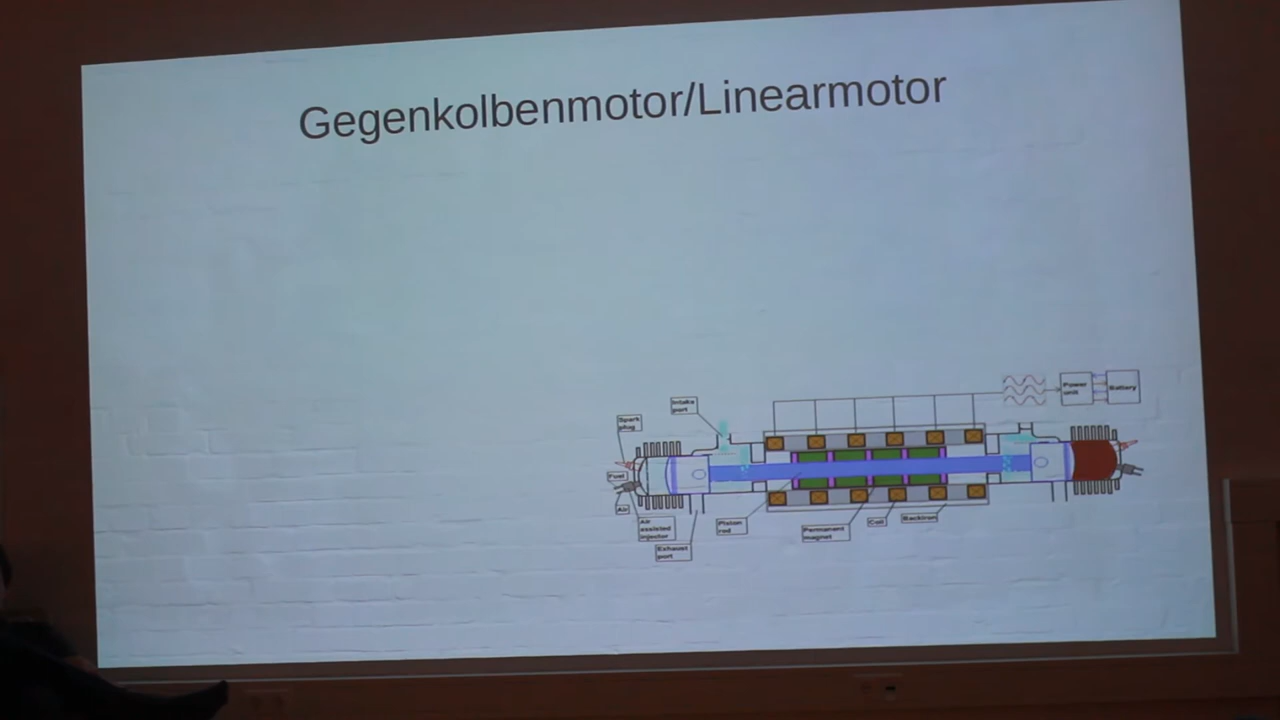 Gegenkolbenmotor/Linearmotor
Power
unit
Battery
Intake
port
Spark
plug
Fuel
Air
Air
assisted
injector
Exhaust
port
Piston
rod
Permanent
magnet
Coil
Backiron